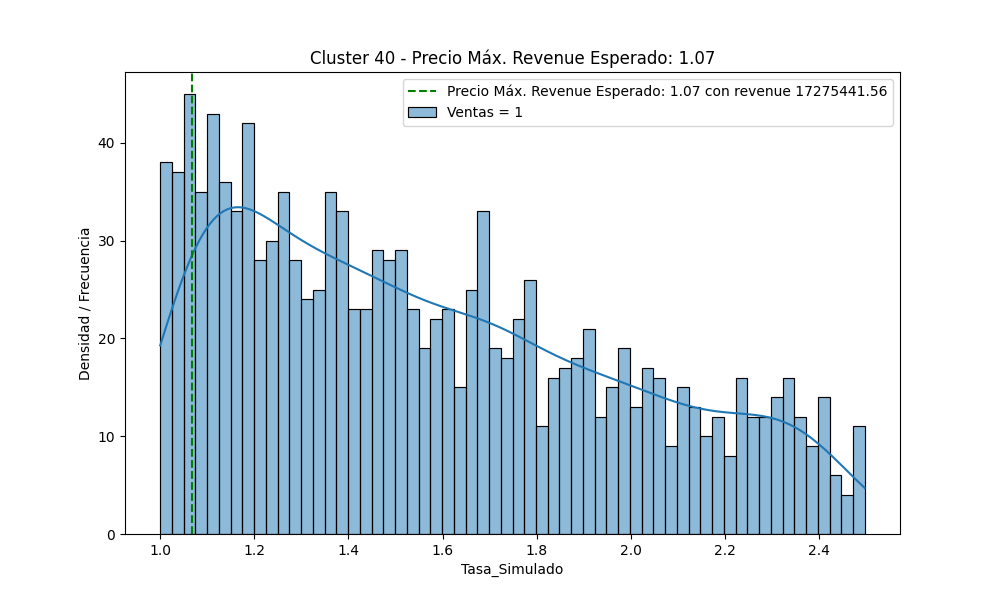 Cluster 40 - Precio Máx. Revenue Esperado: 1.07
Precio Máx. Revenue Esperado: 1.07 con revenue 17275441.56
Ventas = 1
Densidad / Frecuencia
40
30
20
10
0
1.0 1.2 1.4 1.6 1.8 2.0 2.2 2.4
Tasa_Simulado